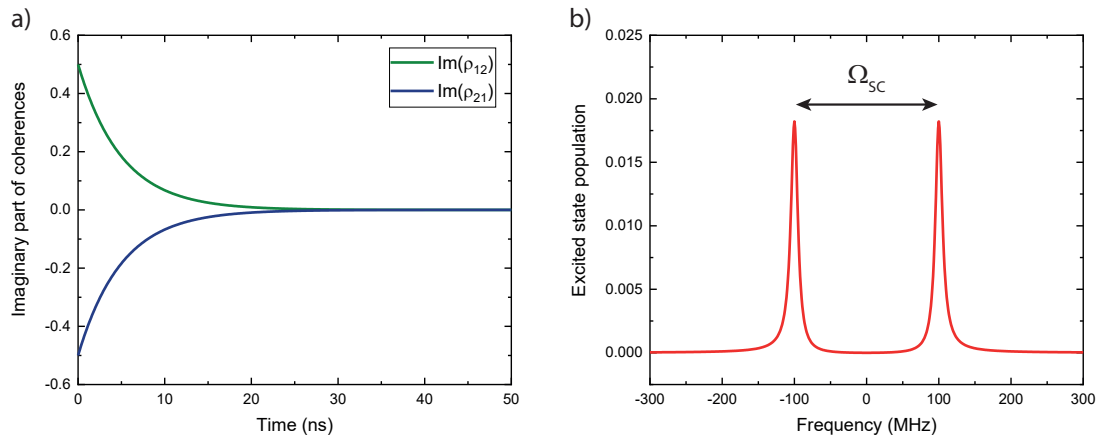 a)
0.6
0.4
0.2
0.0
-0.2
-0.4
-0.6
Imaginary part of coherences
Im(ρ12)
Im(ρ21)
0
10
20
30
40
50
Time (ns)
b)
0.025
0.020
0.015
0.010
0.005
0.000
Excited state population
ΩSC
-300
-200
-100
0
100
200
300
Frequency (MHz)